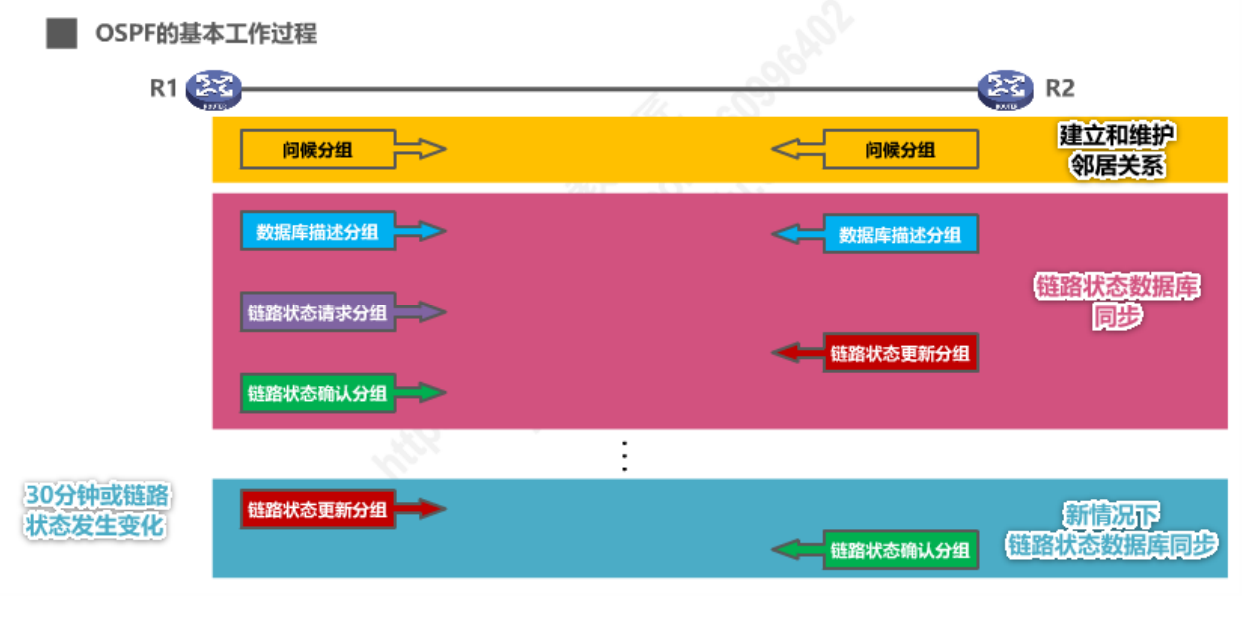 OSPF的基本工作过程
R1
R2
问候分组
问候分组
建立和维护
邻居关系
数据库描述分组
数据库描述分组
链路状态请求分组
链路状态数据库
同步
链路状态更新分组
链路状态确认分组
30分钟或链路
状态发生变化
链路状态更新分组
新情况下
链路状态数据库同步
链路状态确认分组